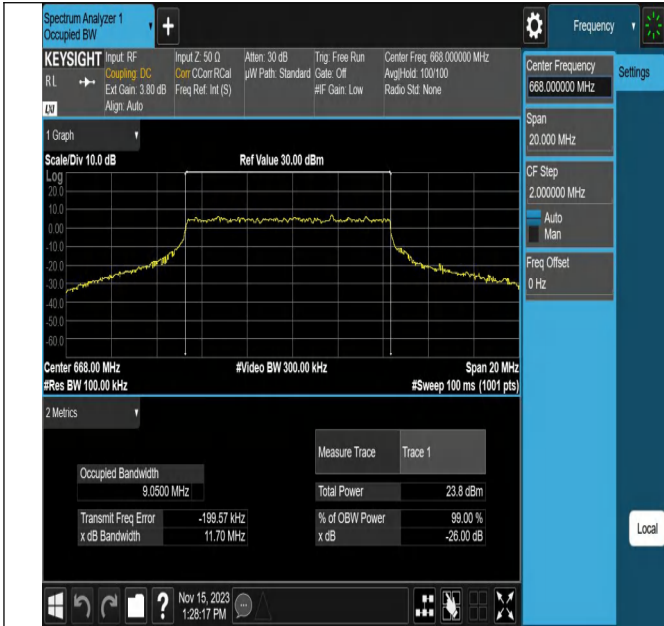 Spectrum Analyzer 1
Occupied BW
+
Frequency
KEYSIGHT
RL
LXI
Input: RF
Coupling: DC
Ext Gain: 3.80 dB
Align: Auto
Input Z: 50 Ω
Corr CCorr RCal
Freq Ref: Int (S)
Atten: 30 dB
µW Path: Standard
Trig: Free Run
Gate: Off
#IF Gain: Low
Center Freq: 668.000000 MHz
Avg|Hold: 100/100
Radio Std: None
Center Frequency
668.000000 MHz
Settings
Span
20.000 MHz
CF Step
2.000000 MHz
Auto
Man
Freq Offset
0 Hz
1 Graph
Scale/Div 10.0 dB
Ref Value 30.00 dBm
Log
20.0
10.0
0.00
-10.0
-20.0
-30.0
-40.0
-50.0
-60.0
Center 668.00 MHz
#Video BW 300.00 kHz
Span 20 MHz
#Res BW 100.00 kHz
#Sweep 100 ms (1001 pts)
2 Metrics
Occupied Bandwidth
9.0500 MHz
Transmit Freq Error -199.57 kHz
x dB Bandwidth 11.70 MHz
Measure Trace Trace 1
Total Power 23.8 dBm
% of OBW Power 99.00 %
x dB -26.00 dB
Local
?
Nov 15, 2023
1:28:17 PM